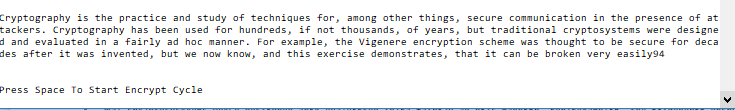 Cryptography is the practice and study of techniques for, among other things, secure communication in the presence of at
tackers. Cryptography has been used for hundreds, if not thousands, of years, but traditional cryptosystems were designe
d and evaluated in a fairly ad hoc manner. For example, the Vigenere encryption scheme was thought to be secure for deca
des after it was invented, but we now know, and this exercise demonstrates, that it can be broken very easily94
Press Space To Start Encrypt Cycle